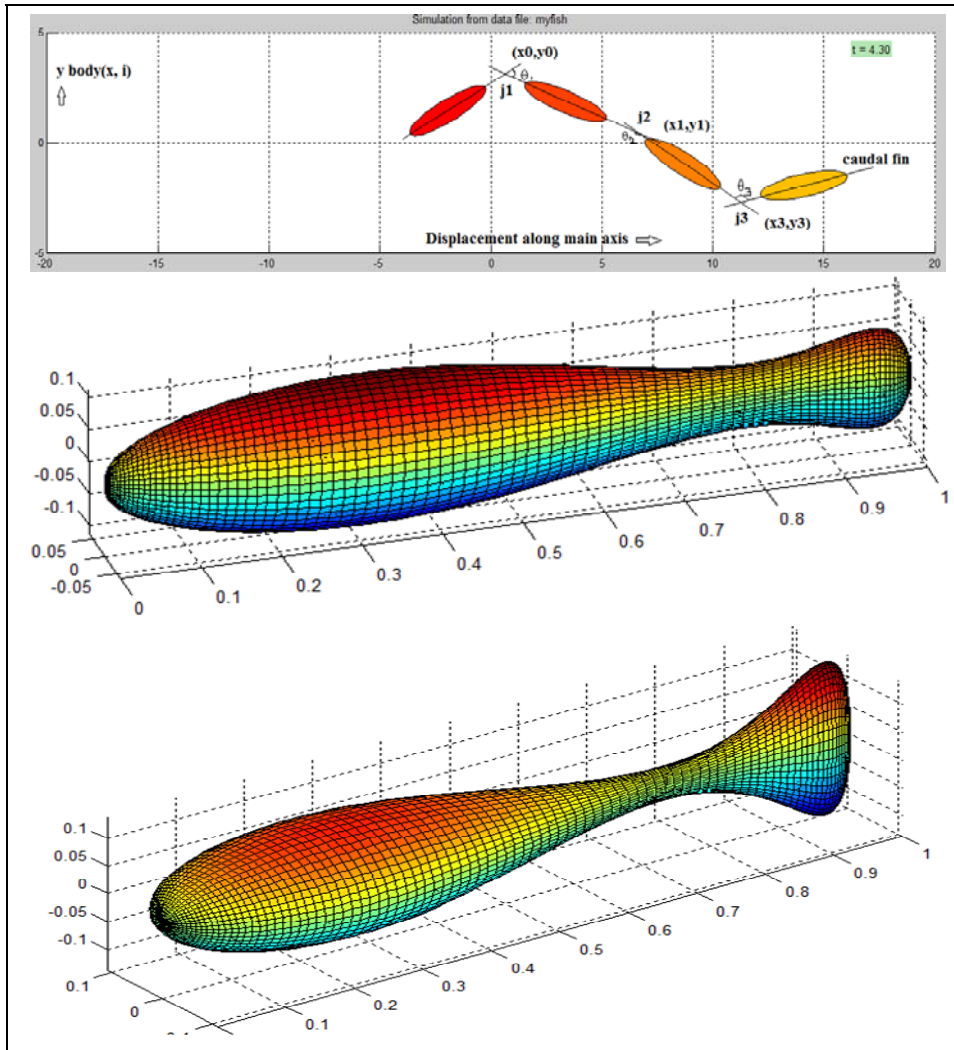 Simulation from data file: myfish
5
y body(x, i)
(x0,y0)
θ
j1
t = 4.30
j2
(x1,y1)
θ2
0
caudal fin
θ3
j3
(x3,y3)
Displacement along main axis
-5
-20 -15 -10 -5 0 5 10 15 20
0.1
0.05
0
-0.05
-0.1
0.05
0
-0.05
0 0.1 0.2 0.3 0.4 0.5 0.6 0.7 0.8 0.9 1
0.1
0.05
0
-0.05
-0.1
0.1
0
0.1 0.2 0.3 0.4 0.5 0.6 0.7 0.8 0.9 1